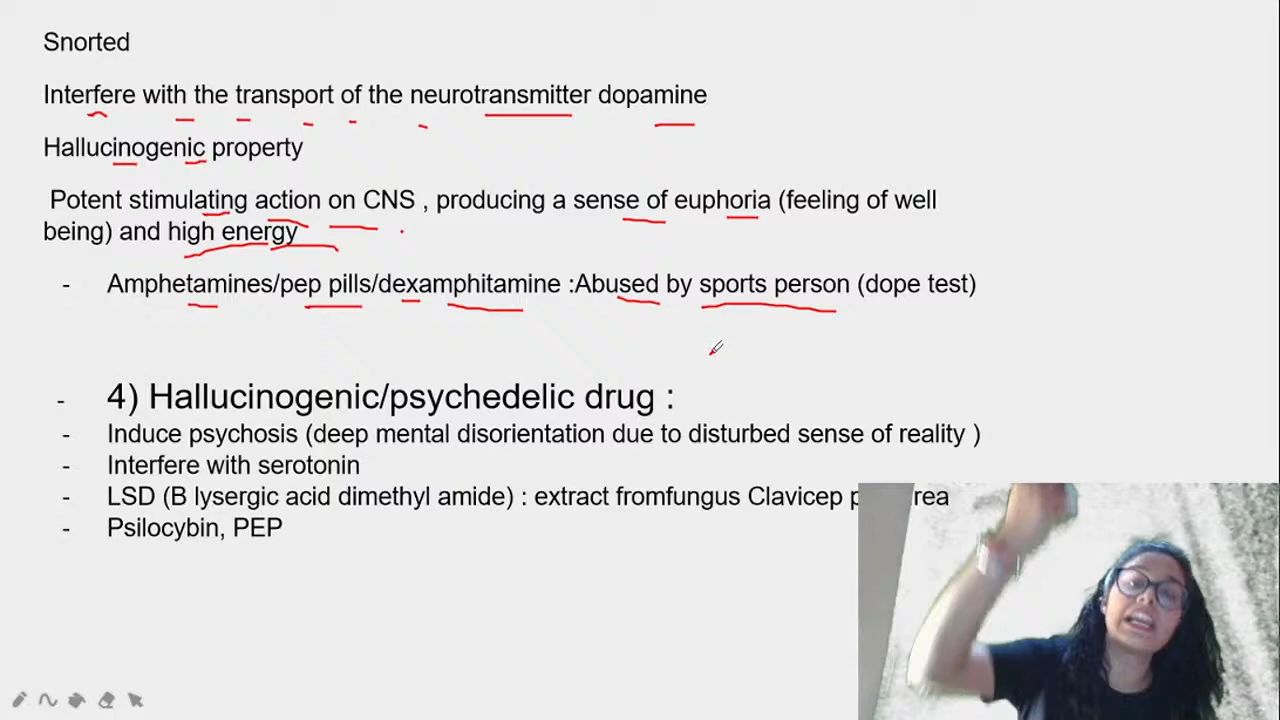 Snorted
Interfere with the transport of the neurotransmitter dopamine
Hallucinogenic property
Potent stimulating action on CNS , producing a sense of euphoria (feeling of well
being) and high energy
- Amphetamines/pep pills/dexamphitamine :Abused by sports person (dope test)
- 4) Hallucinogenic/psychedelic drug :
- Induce psychosis (deep mental disorientation due to disturbed sense of reality )
- Interfere with serotonin
- LSD (B lysergic acid dimethyl amide) : extract fromfungus Clavicep
- Psilocybin, PEP